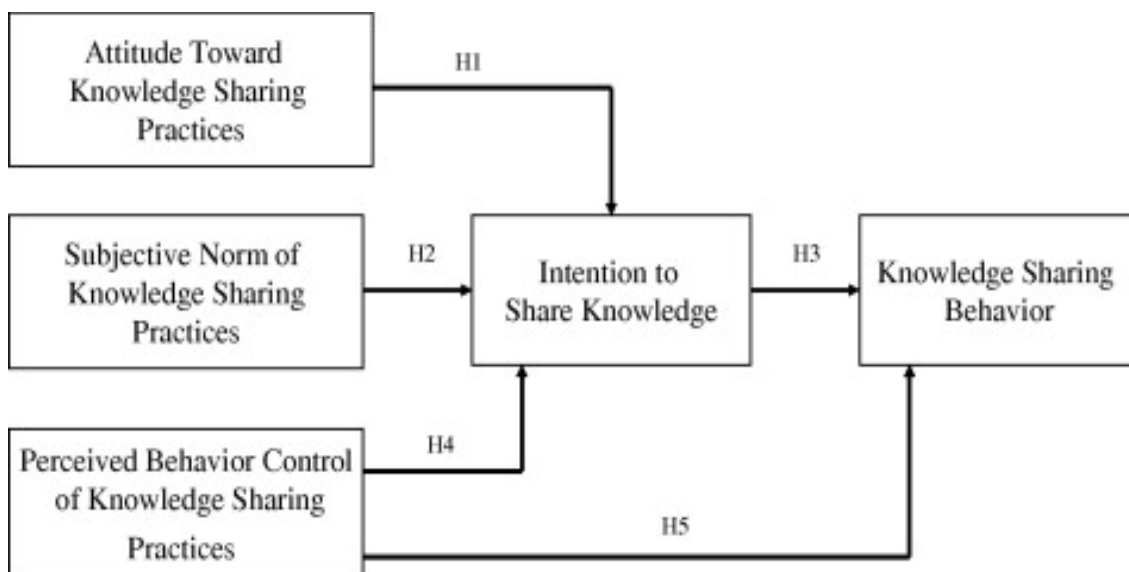 Attitude Toward
Knowledge Sharing
Practices
H1
Subjective Norm of
Knowledge Sharing
Practices
H2
Intention to
Share Knowledge
H3
Knowledge Sharing
Behavior
Perceived Behavior Control
of Knowledge Sharing
Practices
H4
H5